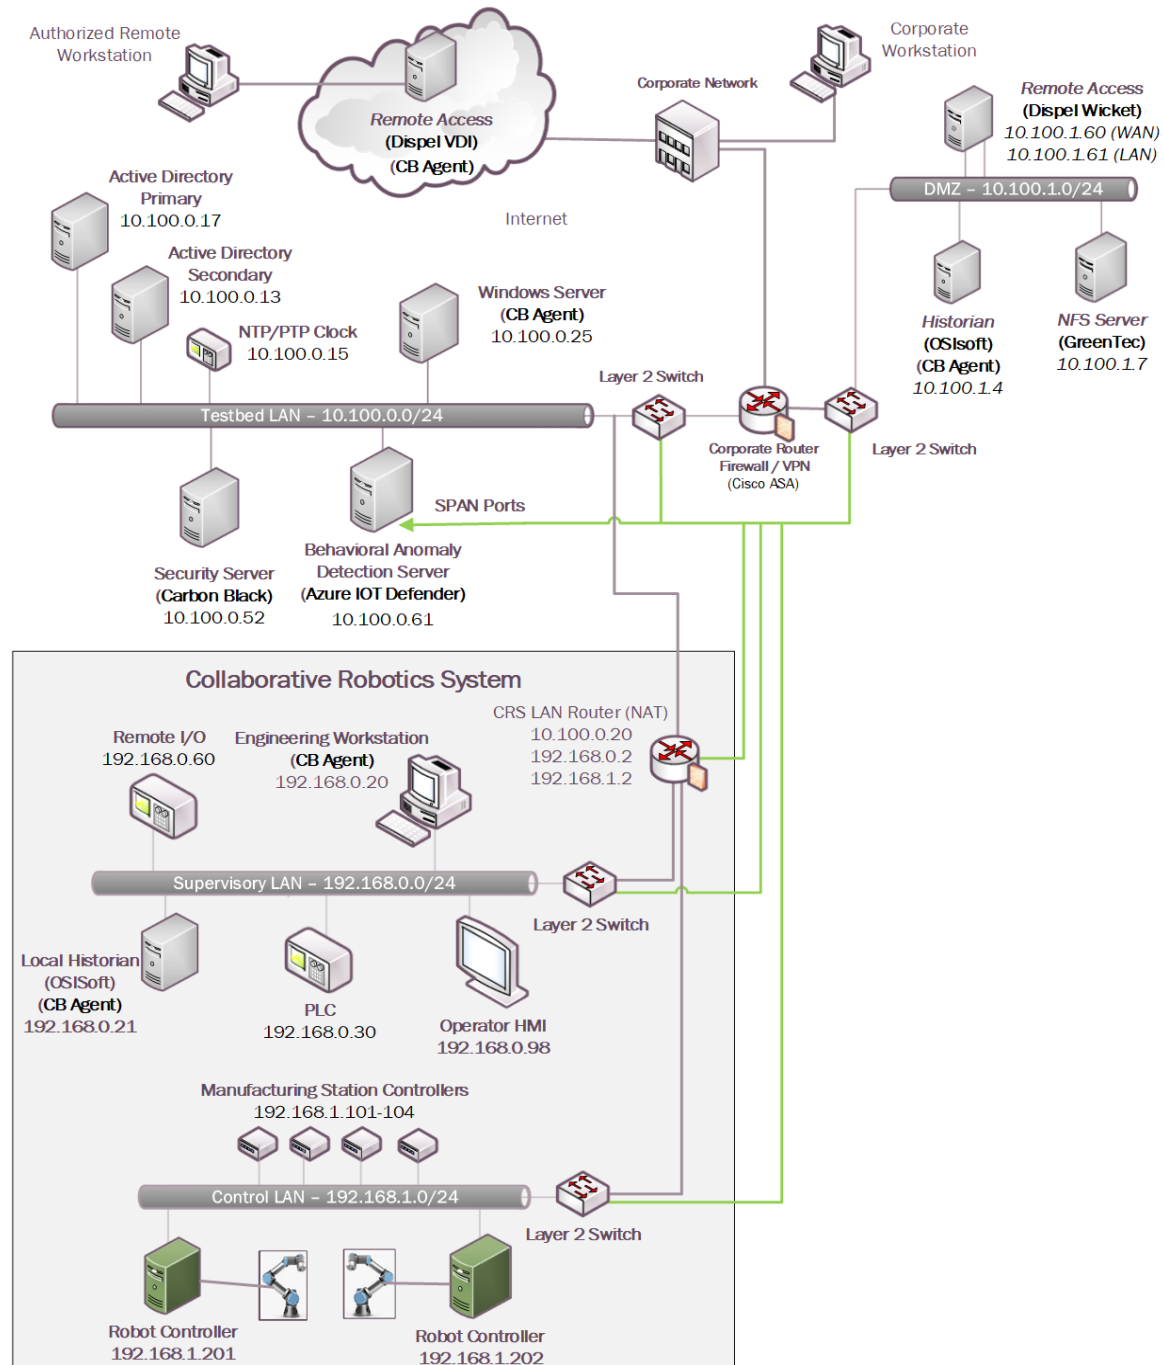 Authorized Remote
Workstation
Remote Access
(Dispel VDI)
(CB Agent)
Internet
Corporate Network
Corporate
Workstation
Remote Access
(Dispel Wicket)
10.100.1.60 (WAN)
10.100.1.61 (LAN)
DMZ – 10.100.1.0/24
Historian
(OSIsoft)
(CB Agent)
10.100.1.4
NFS Server
(GreenTec)
10.100.1.7
Active Directory
Primary
10.100.0.17
Active Directory
Secondary
10.100.0.13
NTP/PTP Clock
10.100.0.15
Windows Server
(CB Agent)
10.100.0.25
Layer 2 Switch
Testbed LAN – 10.100.0.0/24
Corporate Router
Firewall / VPN
(Cisco ASA)
Layer 2 Switch
SPAN Ports
Security Server
(Carbon Black)
10.100.0.52
Behavioral Anomaly
Detection Server
(Azure IOT Defender)
10.100.0.61
Collaborative Robotics System
CRS LAN Router (NAT)
10.100.0.20
192.168.0.2
192.168.1.2
Remote I/O
192.168.0.60
Engineering Workstation
(CB Agent)
192.168.0.20
Supervisory LAN – 192.168.0.0/24
Layer 2 Switch
Local Historian
(OSISoft)
(CB Agent)
192.168.0.21
PLC
192.168.0.30
Operator HMI
192.168.0.98
Manufacturing Station Controllers
192.168.1.101-104
Control LAN – 192.168.1.0/24
Layer 2 Switch
Robot Controller
192.168.1.201
Robot Controller
192.168.1.202